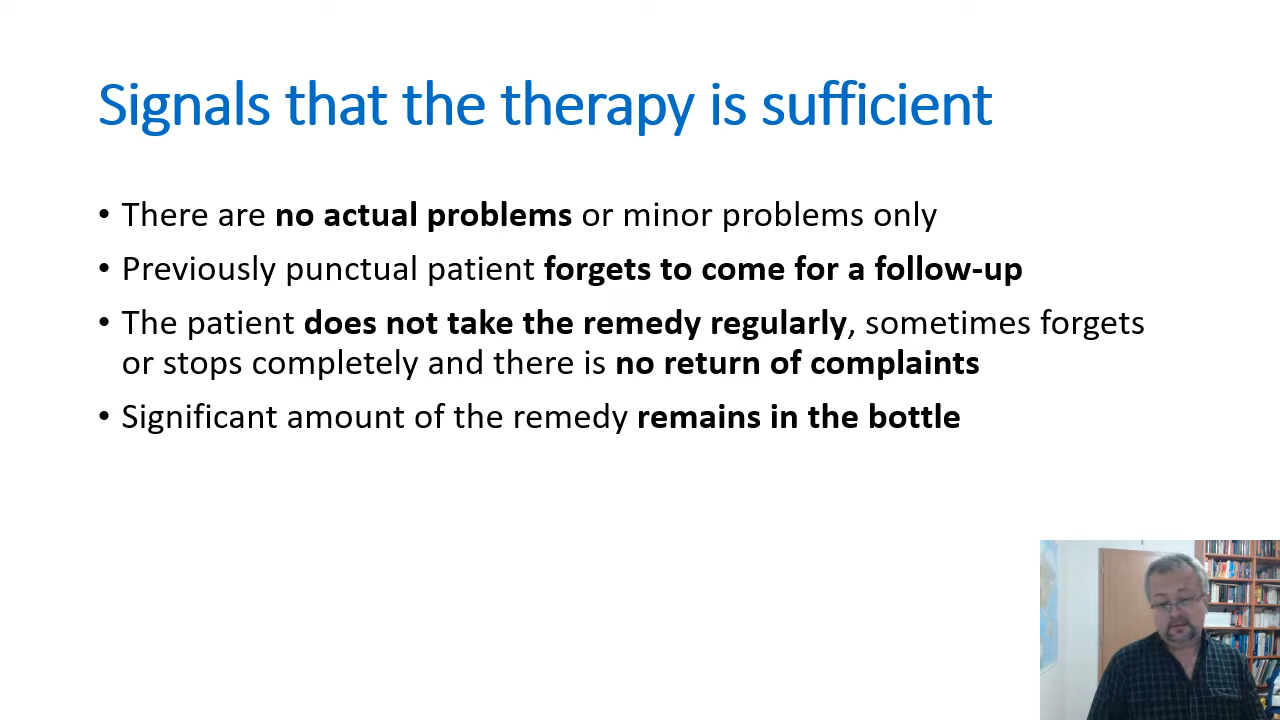 Signals that the therapy is sufficient
• There are no actual problems or minor problems only
• Previously punctual patient forgets to come for a follow-up
• The patient does not take the remedy regularly, sometimes forgets
or stops completely and there is no return of complaints
• Significant amount of the remedy remains in the bottle